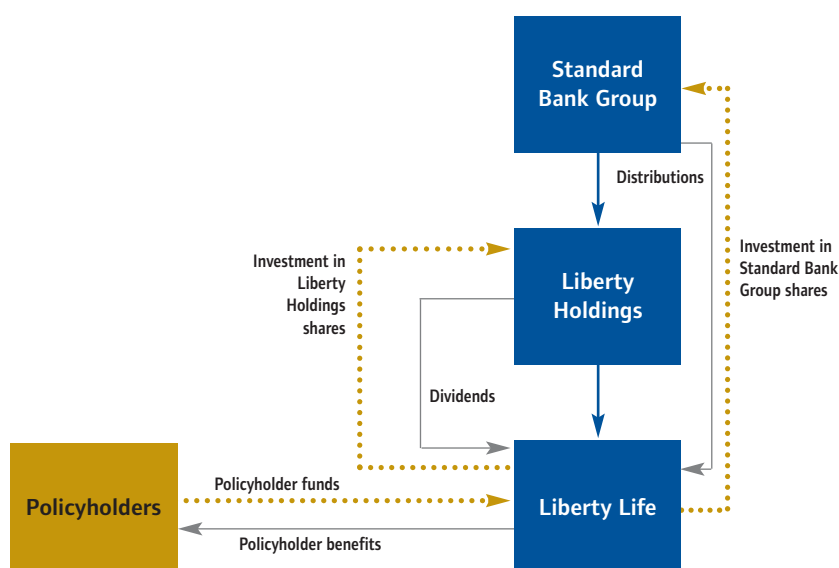 Standard
Bank Group
Distributions
Investment in
Standard Bank
Group shares
Investment in
Liberty
Holdings
shares
Liberty
Holdings
Dividends
Policyholders
Policyholder funds
Policyholder benefits
Liberty Life